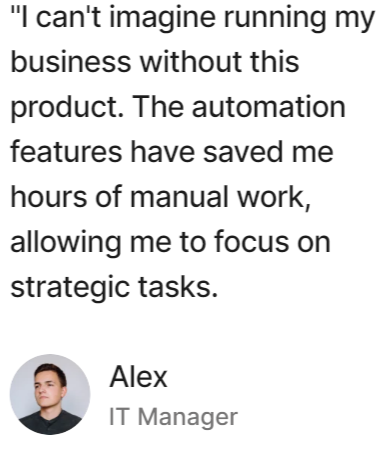 "I can't imagine running my
business without this
product. The automation
features have saved me
hours of manual work,
allowing me to focus on
strategic tasks.
Alex
IT Manager